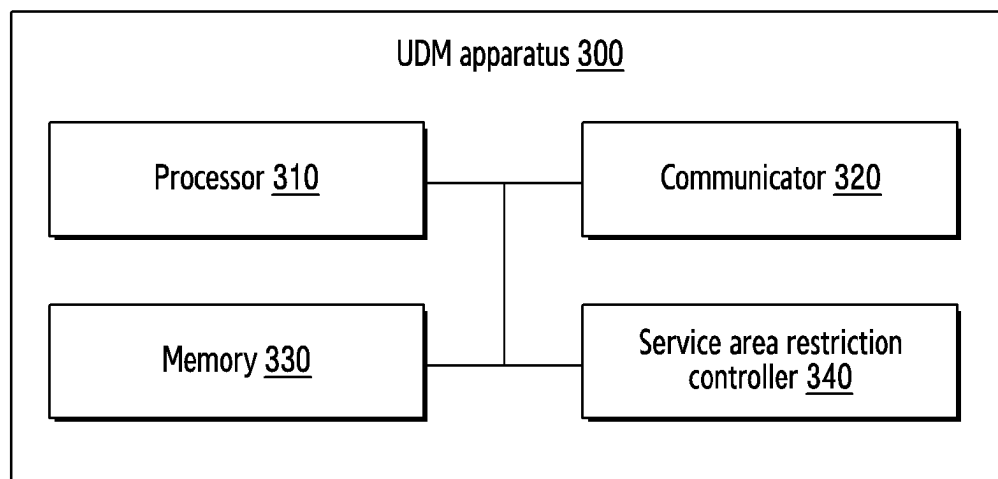 UDM apparatus 300
Processor 310
Communicator 320
Memory 330
Service area restriction
controller 340